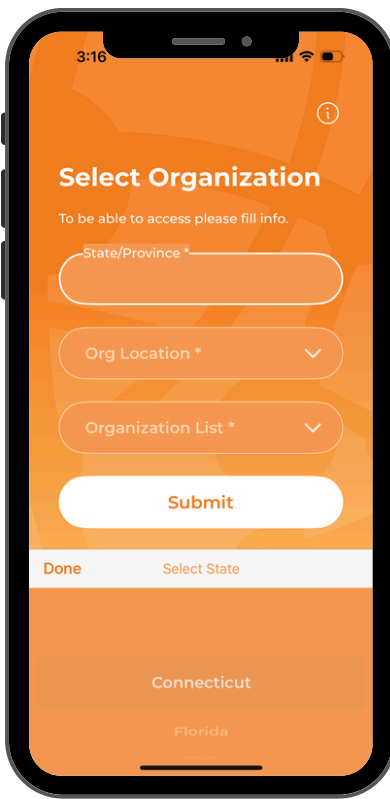 3:16
Select Organization
To be able to access please fill info.
State/Province *
Org Location *
Organization List *
Submit
Done Select State
Connecticut
Florida